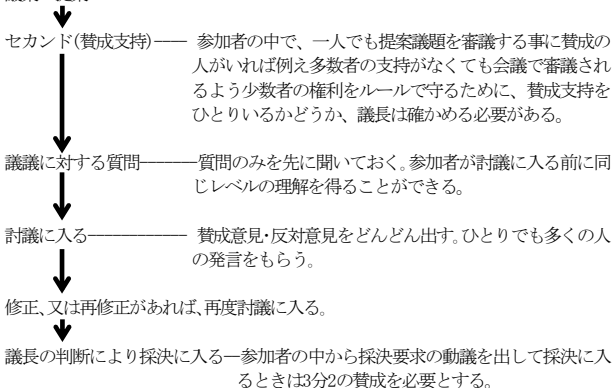 セカンド(賛成支持)―― 参加者の中で、一人でも提案議題を審議する事に賛成の
人がいれば例え多数者の支持がなくても会議で審議され
るよう少数者の権利をルールで守るために、賛成支持を
ひとりいるかどうか、議長は確かめる必要がある。
議議に対する質問――――質問のみを先に聞いておく。参加者が討議に入る前に同
じレベルの理解を得ることができる。
討議に入る―――――― 賛成意見・反対意見をどんどん出す。ひとりでも多くの人
の発言をもらう。
修正、又は再修正があれば、再度討議に入る。
議長の判断により採決に入る―参加者の中から採決要求の動議を出して採決に入
るときは3分2の賛成を必要とする。